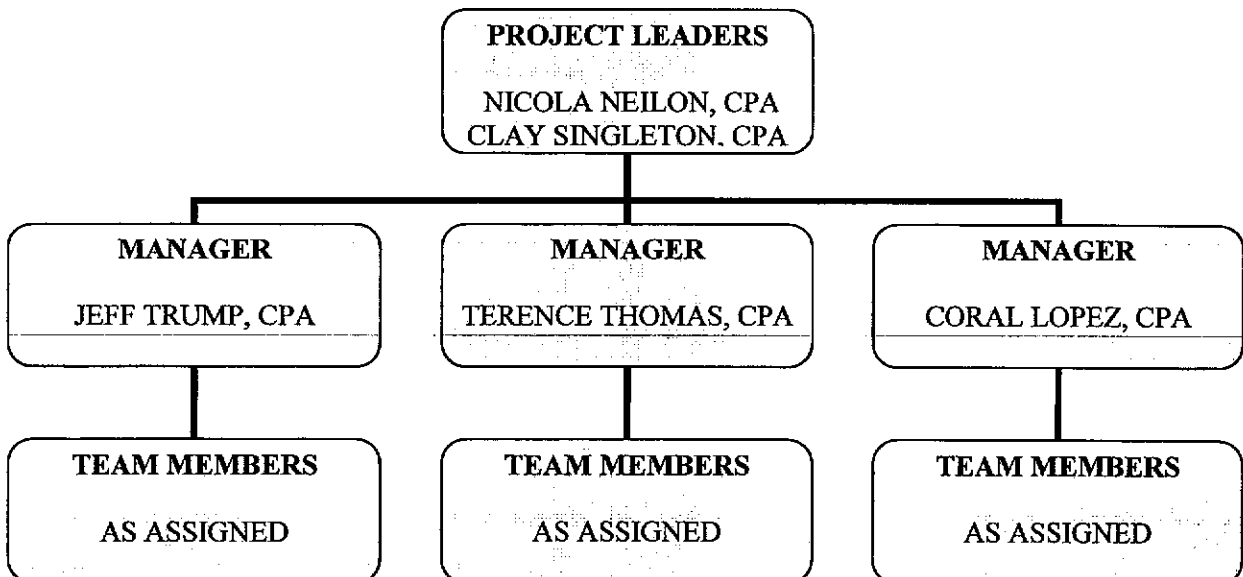 PROJECT LEADERS
NICOLA NEILON, CPA
CLAY SINGLETON, CPA
MANAGER
JEFF TRUMP, CPA
MANAGER
TERENCE THOMAS, CPA
MANAGER
CORAL LOPEZ, CPA
TEAM MEMBERS
AS ASSIGNED
TEAM MEMBERS
AS ASSIGNED
TEAM MEMBERS
AS ASSIGNED